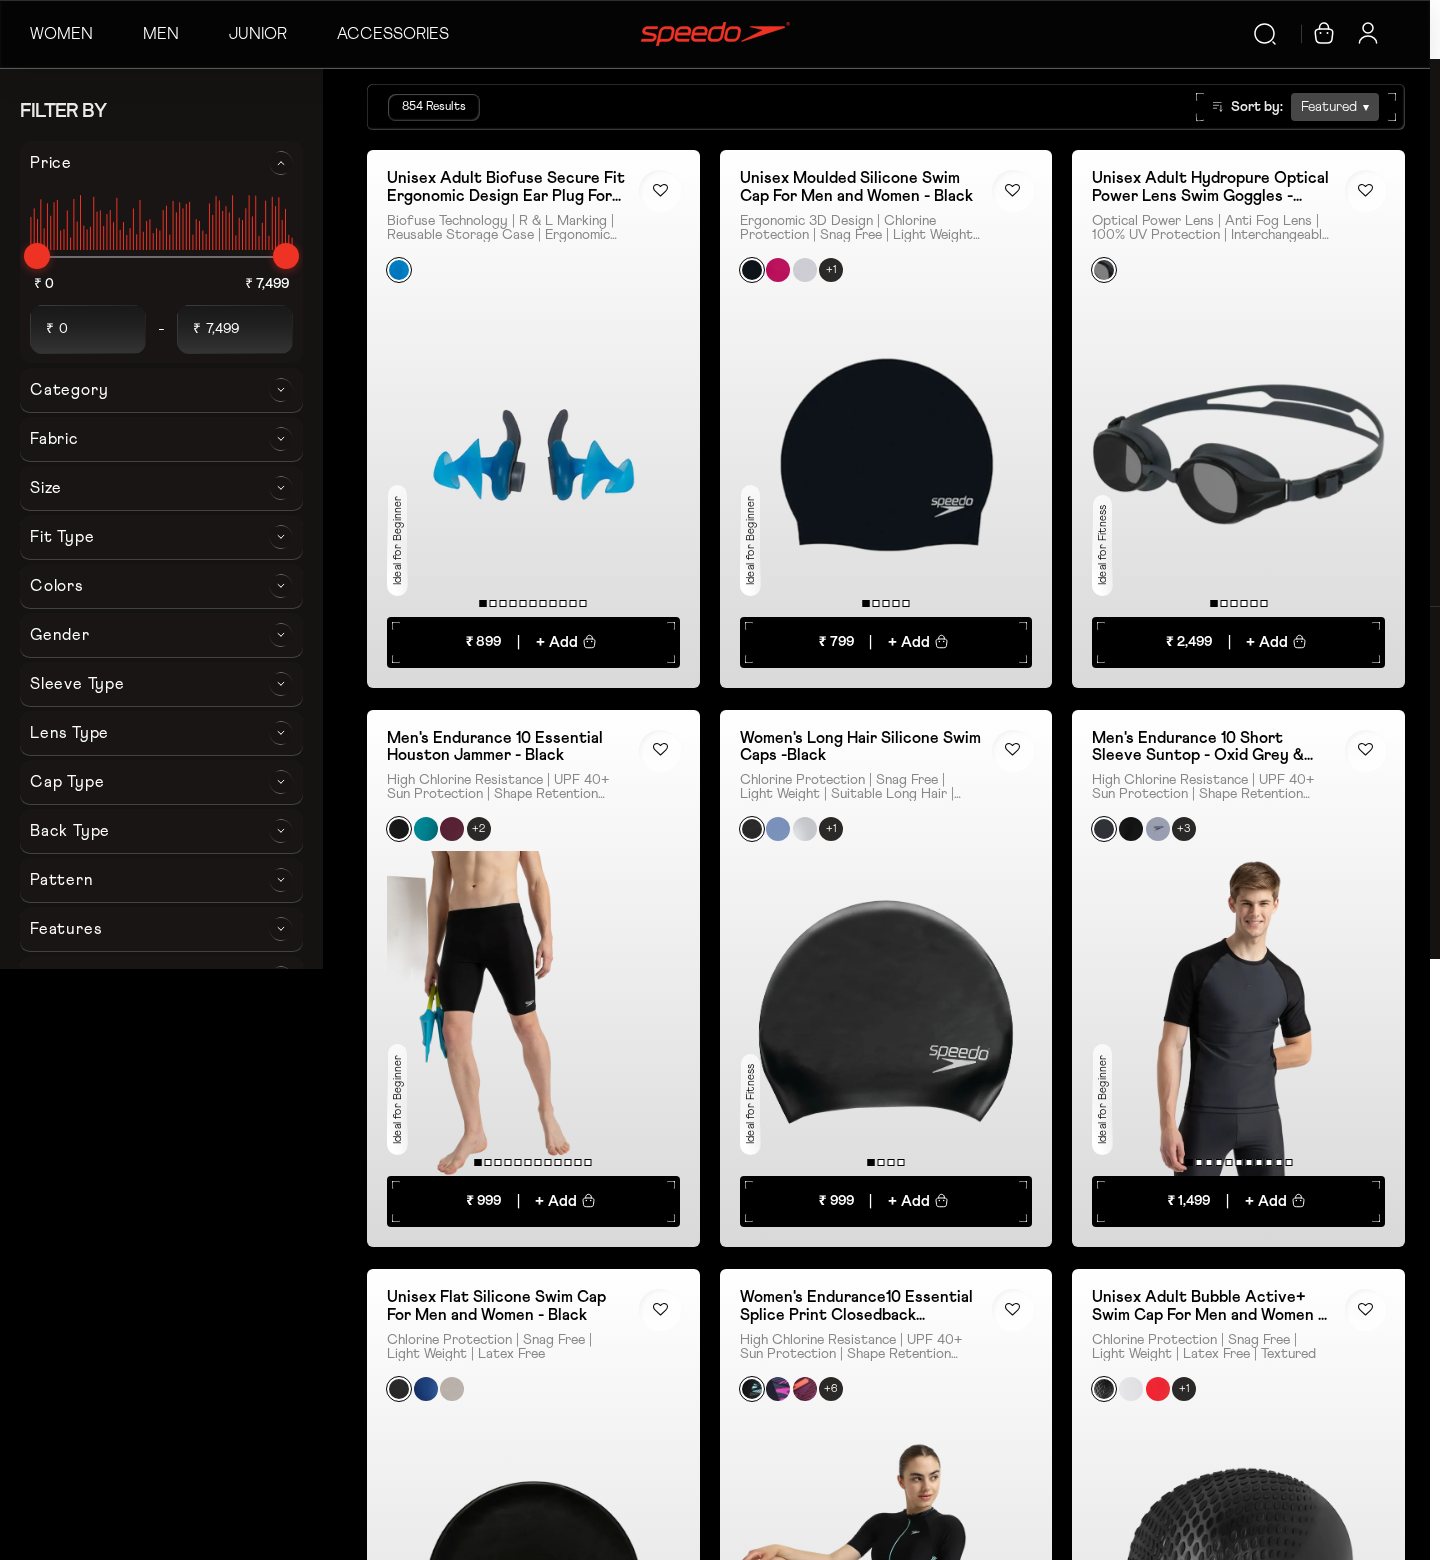 WOMEN
MEN
JUNIOR
ACCESSORIES
speedo
FILTER BY
Price
₹ 0
₹ 7,499
₹ 0
-
₹ 7,499
Category
Fabric
Size
Fit Type
Colors
Gender
Sleeve Type
Lens Type
Cap Type
Back Type
Pattern
Features
854 Results
Sort by:
Featured
Unisex Adult Biofuse Secure Fit
Ergonomic Design Ear Plug For...
Biofuse Technology | R & L Marking |
Reusable Storage Case | Ergonomic...
Ideal for Beginner
₹ 899 | + Add
Unisex Moulded Silicone Swim
Cap For Men and Women - Black
Ergonomic 3D Design | Chlorine
Protection | Snag Free | Light Weight...
+1
speedo
Ideal for Beginner
₹ 799 | + Add
Unisex Adult Hydropure Optical
Power Lens Swim Goggles -...
Optical Power Lens | Anti Fog Lens |
100% UV Protection | Interchangeabl...
Ideal for Fitness
₹ 2,499 | + Add
Men's Endurance 10 Essential
Houston Jammer - Black
High Chlorine Resistance | UPF 40+
Sun Protection | Shape Retention...
+2
Ideal for Beginner
₹ 999 | + Add
Women's Long Hair Silicone Swim
Caps -Black
Chlorine Protection | Snag Free |
Light Weight | Suitable Long Hair |...
+1
speedo
Ideal for Fitness
₹ 999 | + Add
Men's Endurance 10 Short
Sleeve Suntop - Oxid Grey &...
High Chlorine Resistance | UPF 40+
Sun Protection | Shape Retention...
+3
Ideal for Beginner
₹ 1,499 | + Add
Unisex Flat Silicone Swim Cap
For Men and Women - Black
Chlorine Protection | Snag Free |
Light Weight | Latex Free
Women's Endurance10 Essential
Splice Print Closedback...
High Chlorine Resistance | UPF 40+
Sun Protection | Shape Retention...
+6
Unisex Adult Bubble Active+
Swim Cap For Men and Women ...
Chlorine Protection | Snag Free |
Light Weight | Latex Free | Textured
+1